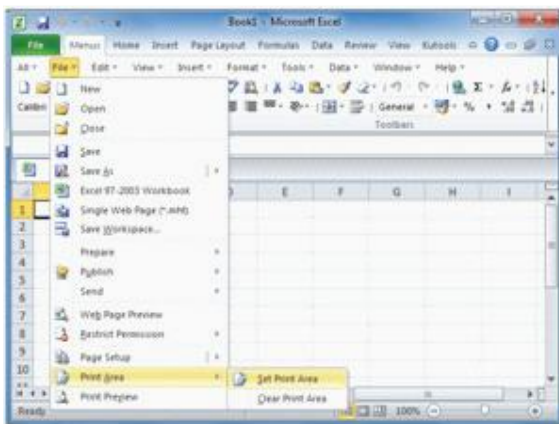 Book1 - Microsoft Excel
File Menus Home Insert Page Layout Formulas Data Review View Kutools
All File Edit View Insert Format Tools Data Window Help
New
Calibri General %
Open
Toolbars
Close
Save
Save As
E F G H I
Excel 97-2003 Workbook
1
Single Web Page (*.mht)
2
Save Workspace...
3
Prepare
4
Publish
5
Send
6
7 Web Page Preview
8 Restrict Permission
9 Page Setup
10
Print Area Set Print Area
Print Preview Clear Print Area
Ready 100%